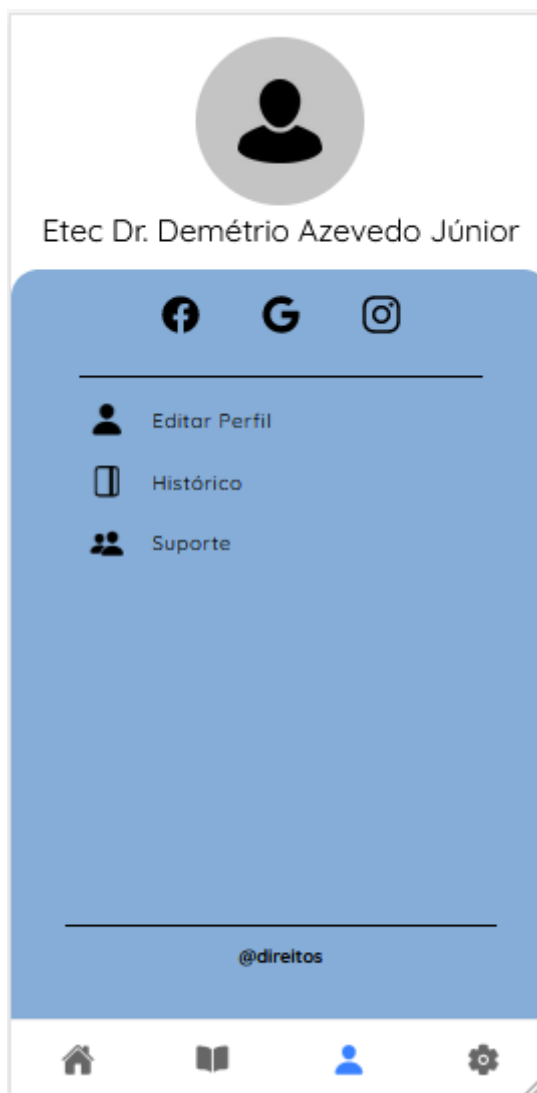 Etec Dr. Demétrio Azevedo Júnior
Editar Perfil
Histórico
Suporte
@direitos